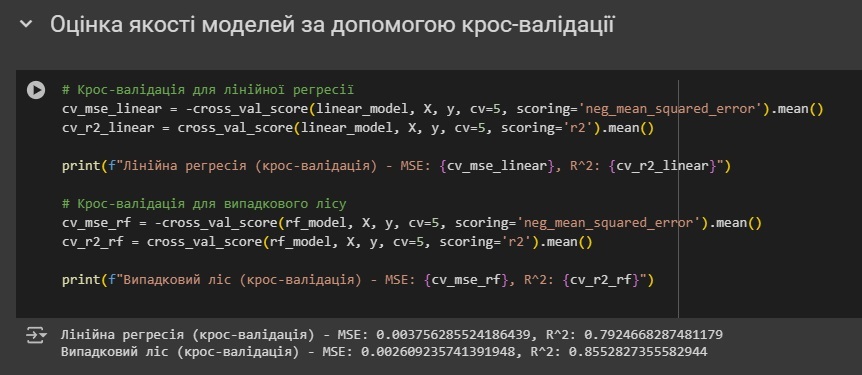 Оцінка якості моделей за допомогою крос-валідації
# Крос-валідація для лінійної регресії
cv_mse_linear = -cross_val_score(linear_model, X, y, cv=5, scoring='neg_mean_squared_error').mean()
cv_r2_linear = cross_val_score(linear_model, X, y, cv=5, scoring='r2').mean()
print(f"Лінійна регресія (крос-валідація) - MSE: {cv_mse_linear}, R^2: {cv_r2_linear}")
# Крос-валідація для випадкового лісу
cv_mse_rf = -cross_val_score(rf_model, X, y, cv=5, scoring='neg_mean_squared_error').mean()
cv_r2_rf = cross_val_score(rf_model, X, y, cv=5, scoring='r2').mean()
print(f"Випадковий ліс (крос-валідація) - MSE: {cv_mse_rf}, R^2: {cv_r2_rf}")
Лінійна регресія (крос-валідація) - MSE: 0.003756285524186439, R^2: 0.7924668287481179
Випадковий ліс (крос-валідація) - MSE: 0.002609235741391948, R^2: 0.8552827355582944